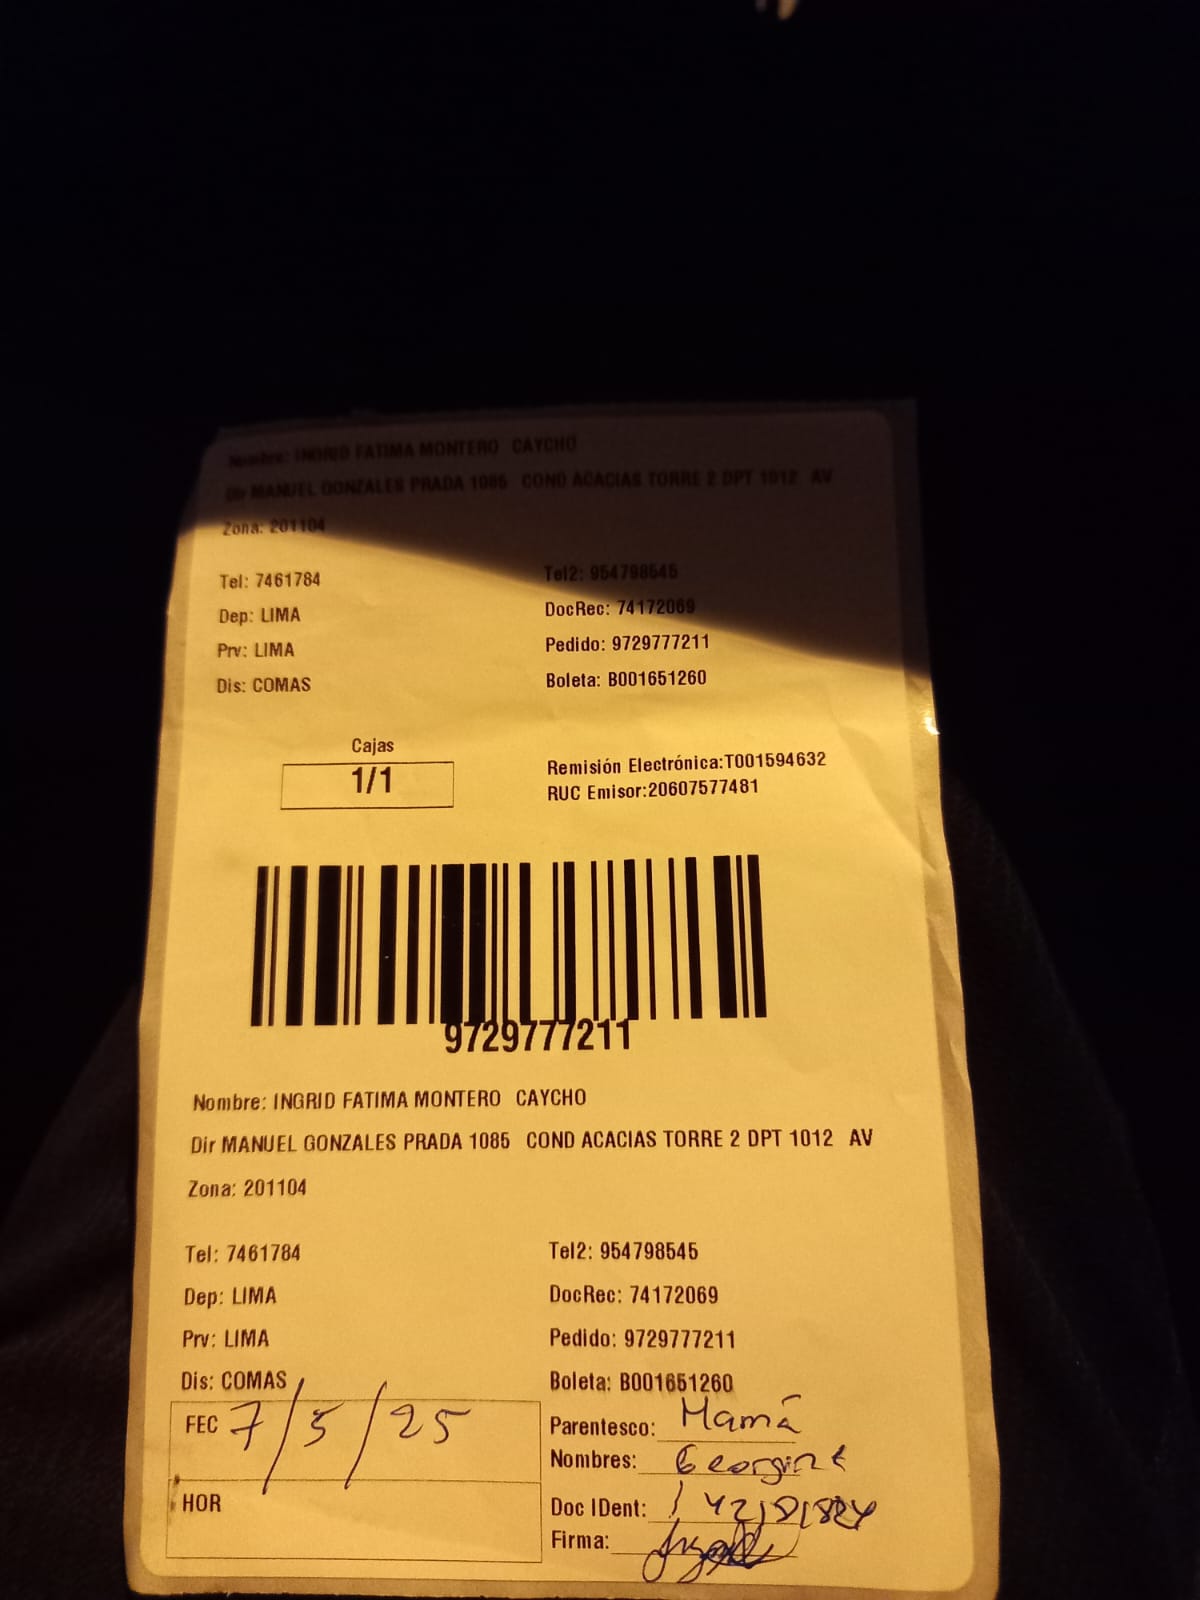 Nombre: INGRID FATIMA MONTERO CAYCHO
Dir MANUEL GONZALES PRADA 1085 COND ACACIAS TORRE 2 DPT 1012 AV
Zona: 201104
Tel: 7461784 Tel2: 954798545
Dep: LIMA DocRec: 74172069
Prv: LIMA Pedido: 9729777211
Dis: COMAS Boleta: B001651260
Cajas
1/1
Remisión Electrónica:T001594632
RUC Emisor:20607577481
9729777211
Nombre: INGRID FATIMA MONTERO CAYCHO
Dir MANUEL GONZALES PRADA 1085 COND ACACIAS TORRE 2 DPT 1012 AV
Zona: 201104
Tel: 7461784 Tel2: 954798545
Dep: LIMA DocRec: 74172069
Prv: LIMA Pedido: 9729777211
Dis: COMAS Boleta: B001651260
FEC 7/5/25
Parentesco: Mamá
Nombres:
HOR
Doc IDent:
Firma: